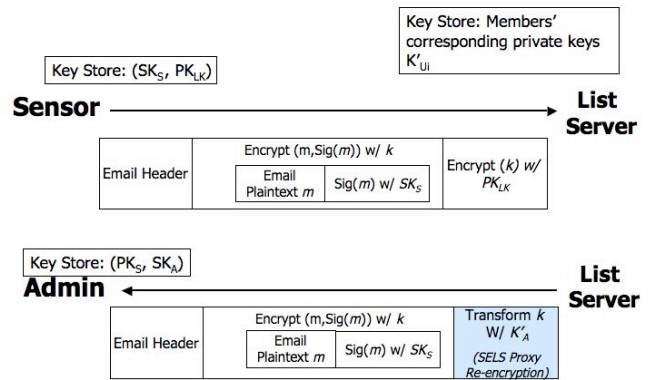 Key Store: Members'
corresponding private keys
K'Ui
Key Store: (SKS, PKLK)
Sensor
List
Server
Email Header
Encrypt (m,Sig(m)) w/ k
Email
Plaintext m
Sig(m) w/ SKS
Encrypt (k) w/
PKLK
Key Store: (PKS, SKA)
Admin
List
Server
Email Header
Encrypt (m,Sig(m)) w/ k
Email
Plaintext m
Sig(m) w/ SKS
Transform k
W/ K'A
(SELS Proxy
Re-encryption)